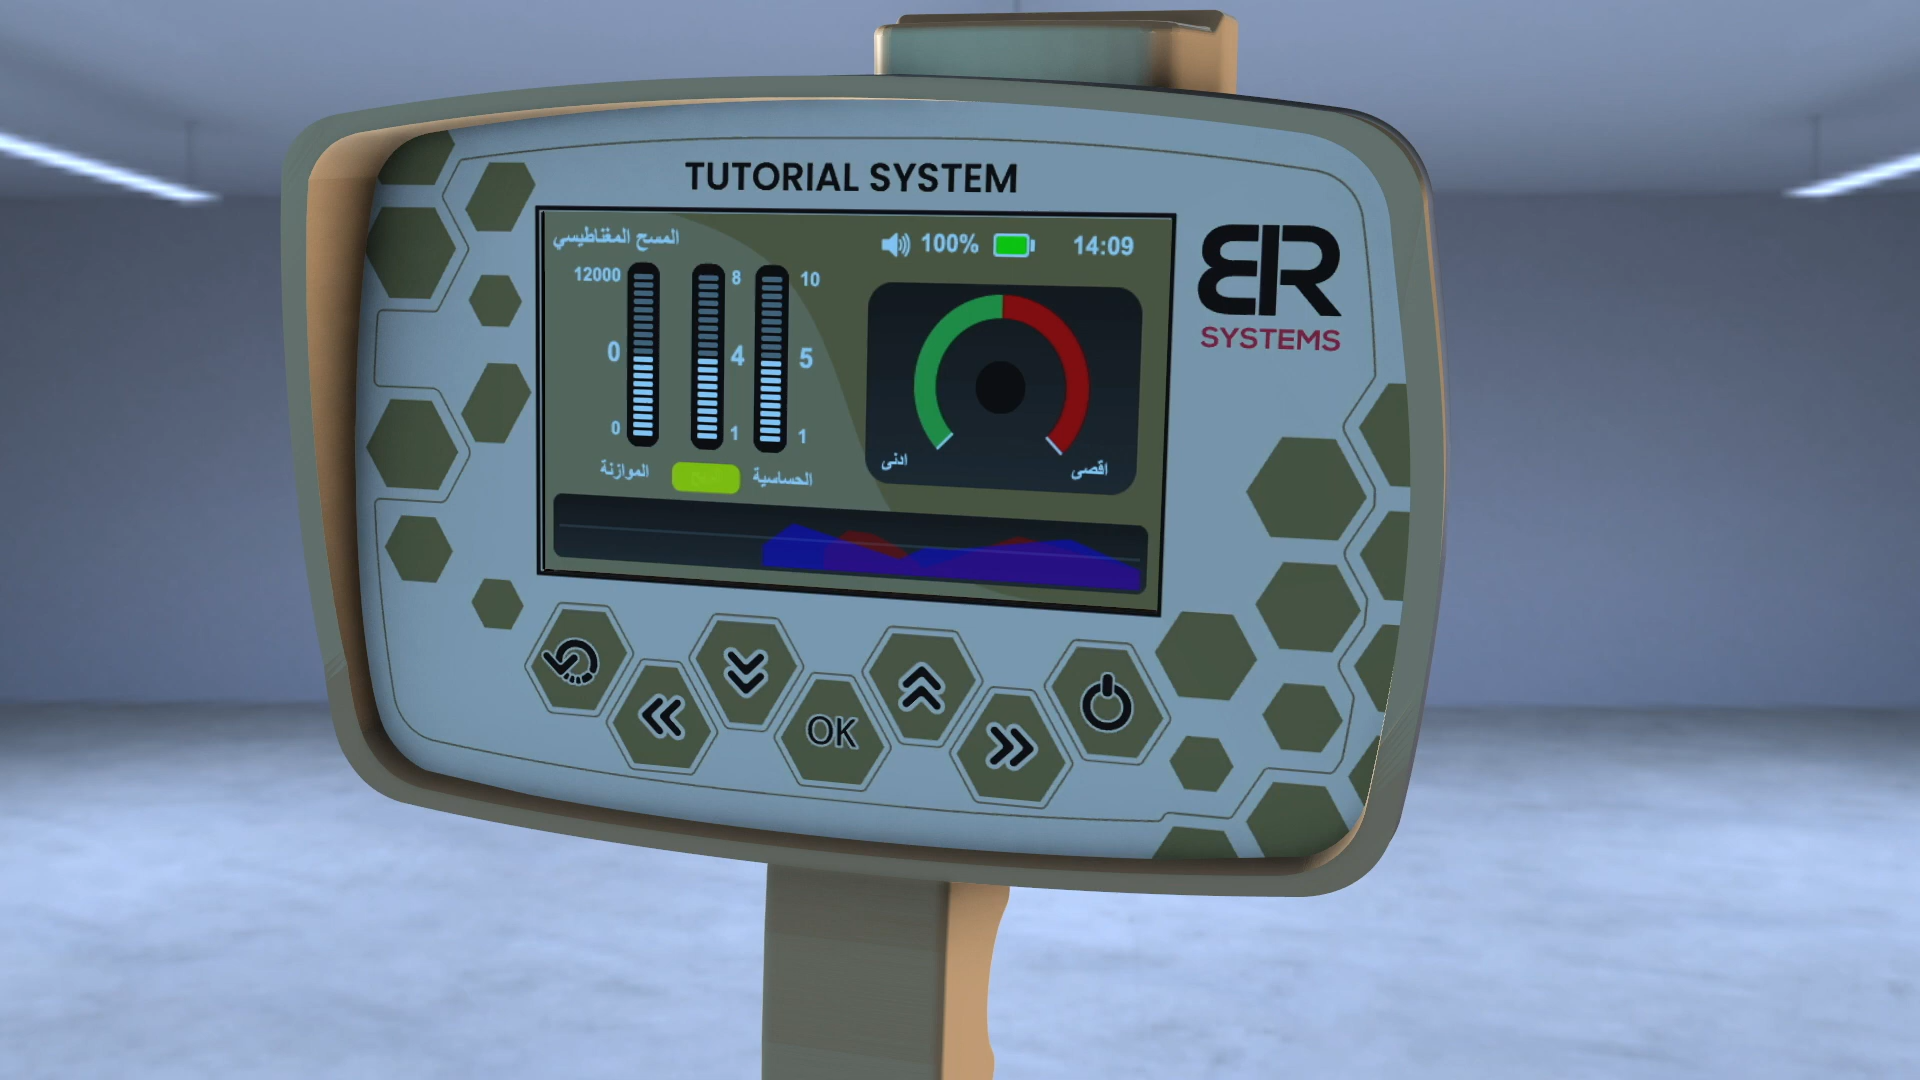 TUTORIAL SYSTEM
المسح المغناطيسي
100%
14:09
12000
8
10
0
4
5
0
1
1
الموازنة
الحساسية
ادنى
اقصى
ER
SYSTEMS
OK